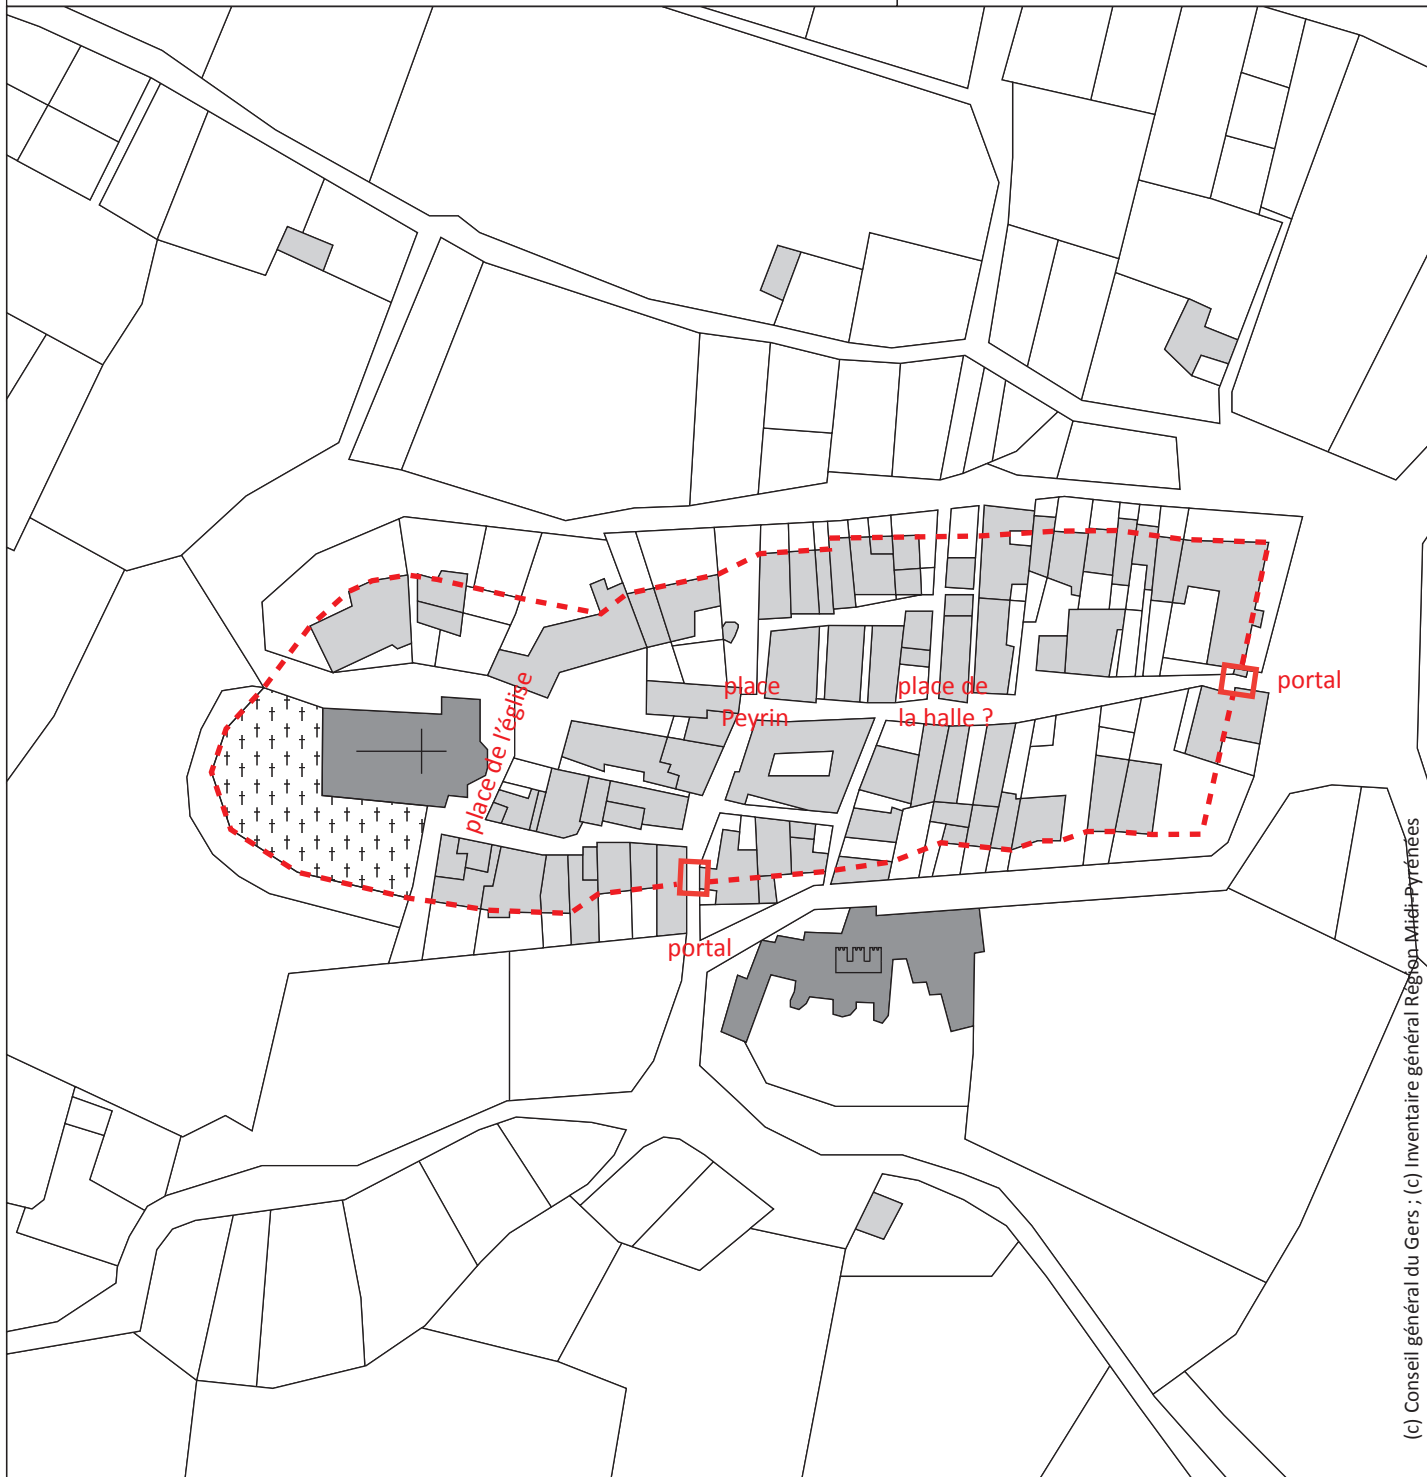 place de l'église
place
Peyrin
place de
la halle ?
portal
portal
(c) Conseil général du Gers ; (c) Inventaire général Région Midi-Pyrénées